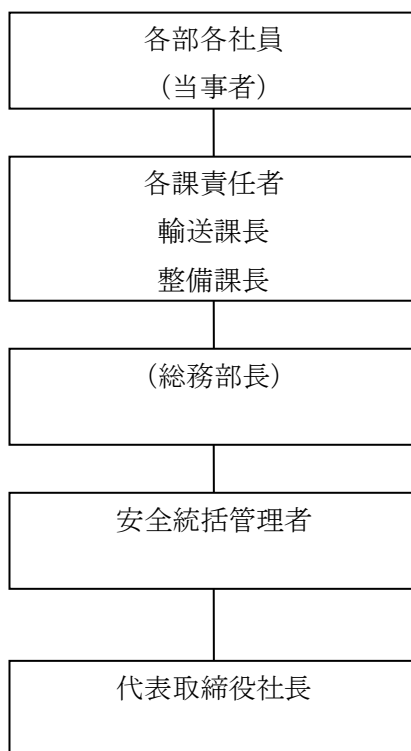 各部各社員
（当事者）
各課責任者
輸送課長
整備課長
（総務部長）
安全統括管理者
代表取締役社長